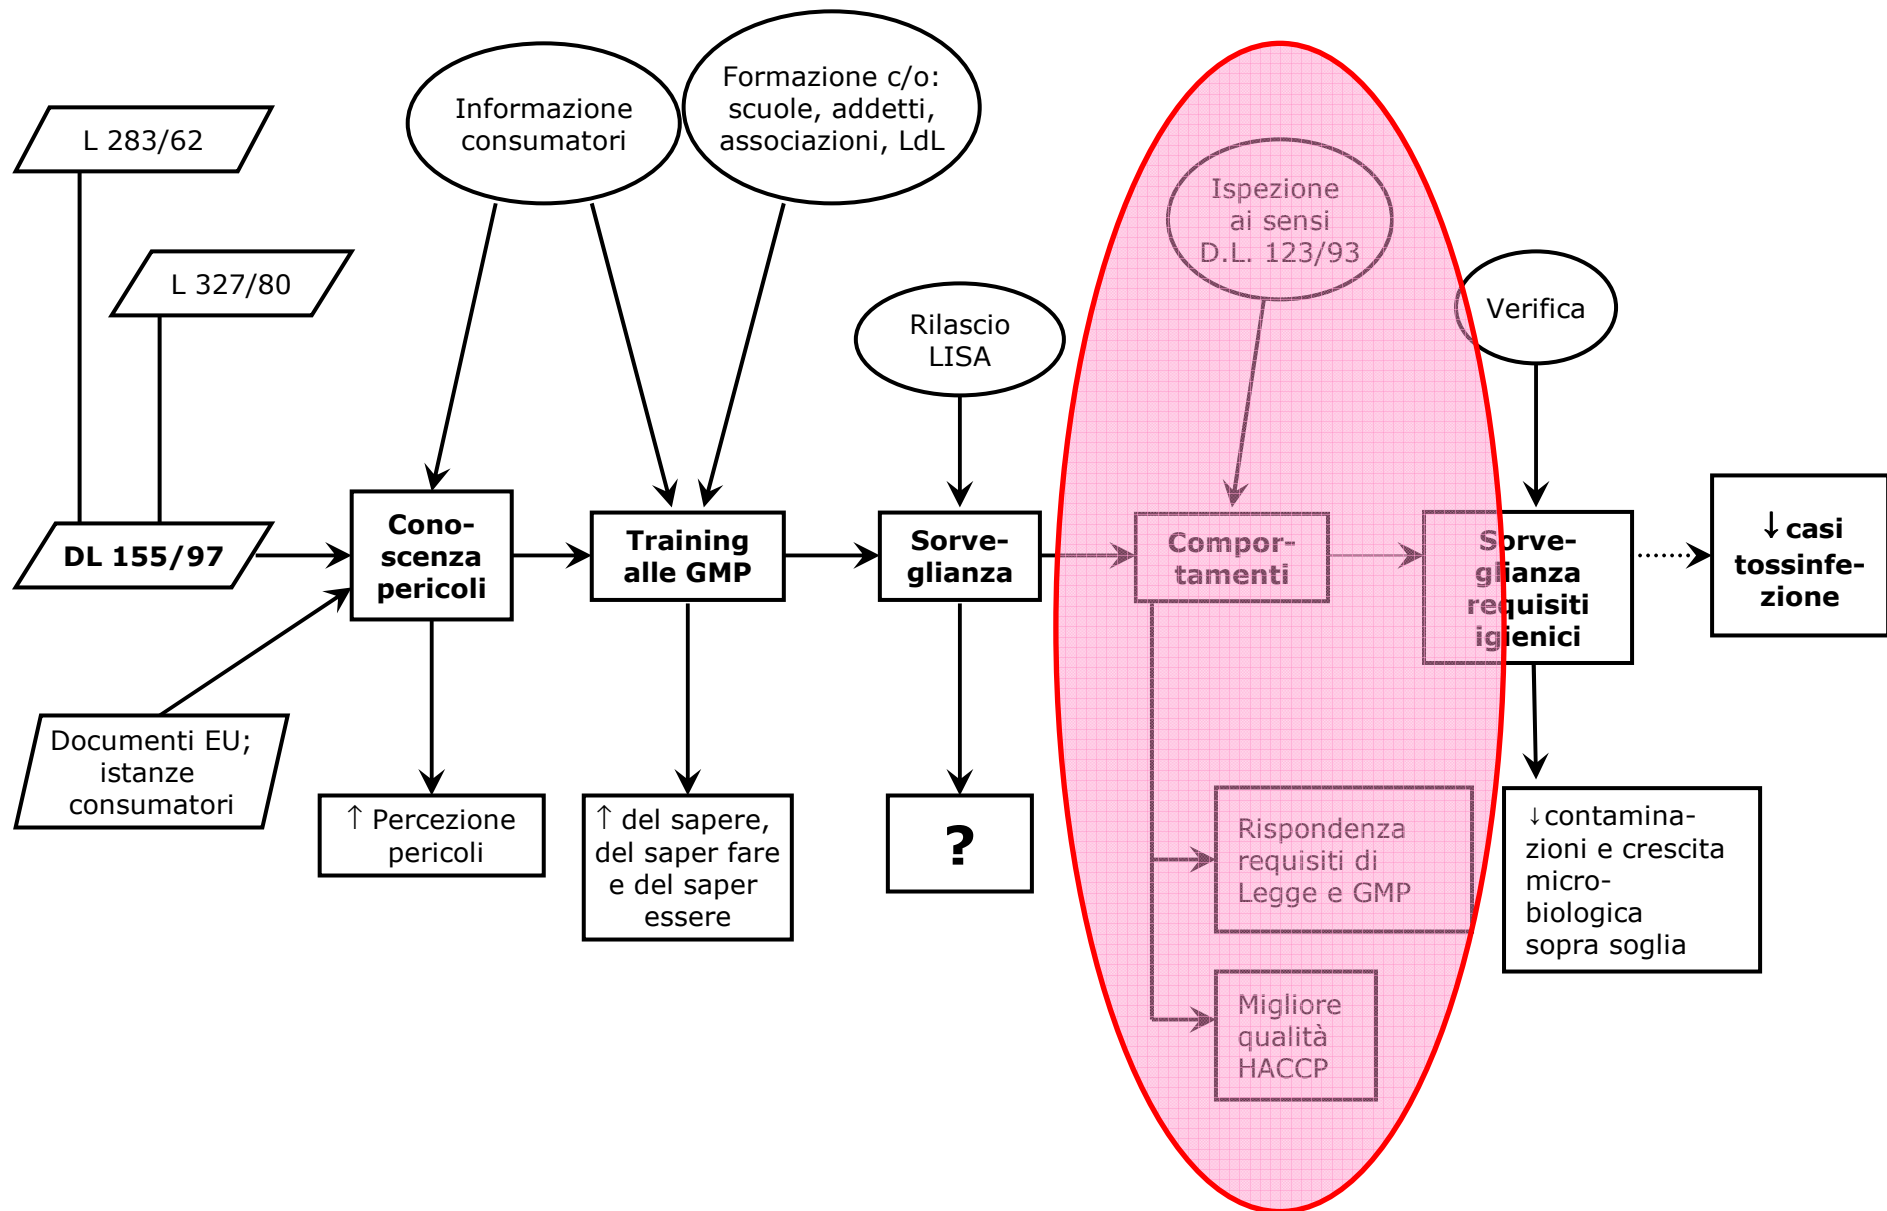 L 283/62
L 327/80
Informazione
consumatori
Formazione c/o:
scuole, addetti,
associazioni, LdL
Ispezione
ai sensi
D.L. 123/93
Rilascio
LISA
Verifica
DL 155/97
Cono-
scenza
pericoli
Training
alle GMP
Sorve-
glianza
Compor-
tamenti
Sorve-
glianza
requisiti
igienici
↓ casi
tossinfe-
zione
Documenti EU;
istanze
consumatori
↑ Percezione
pericoli
↑ del sapere,
del saper fare
e del saper
essere
?
Rispondenza
requisiti di
Legge e GMP
Migliore
qualità
HACCP
↓contamina-
zioni e crescita
micro-
biologica
sopra soglia